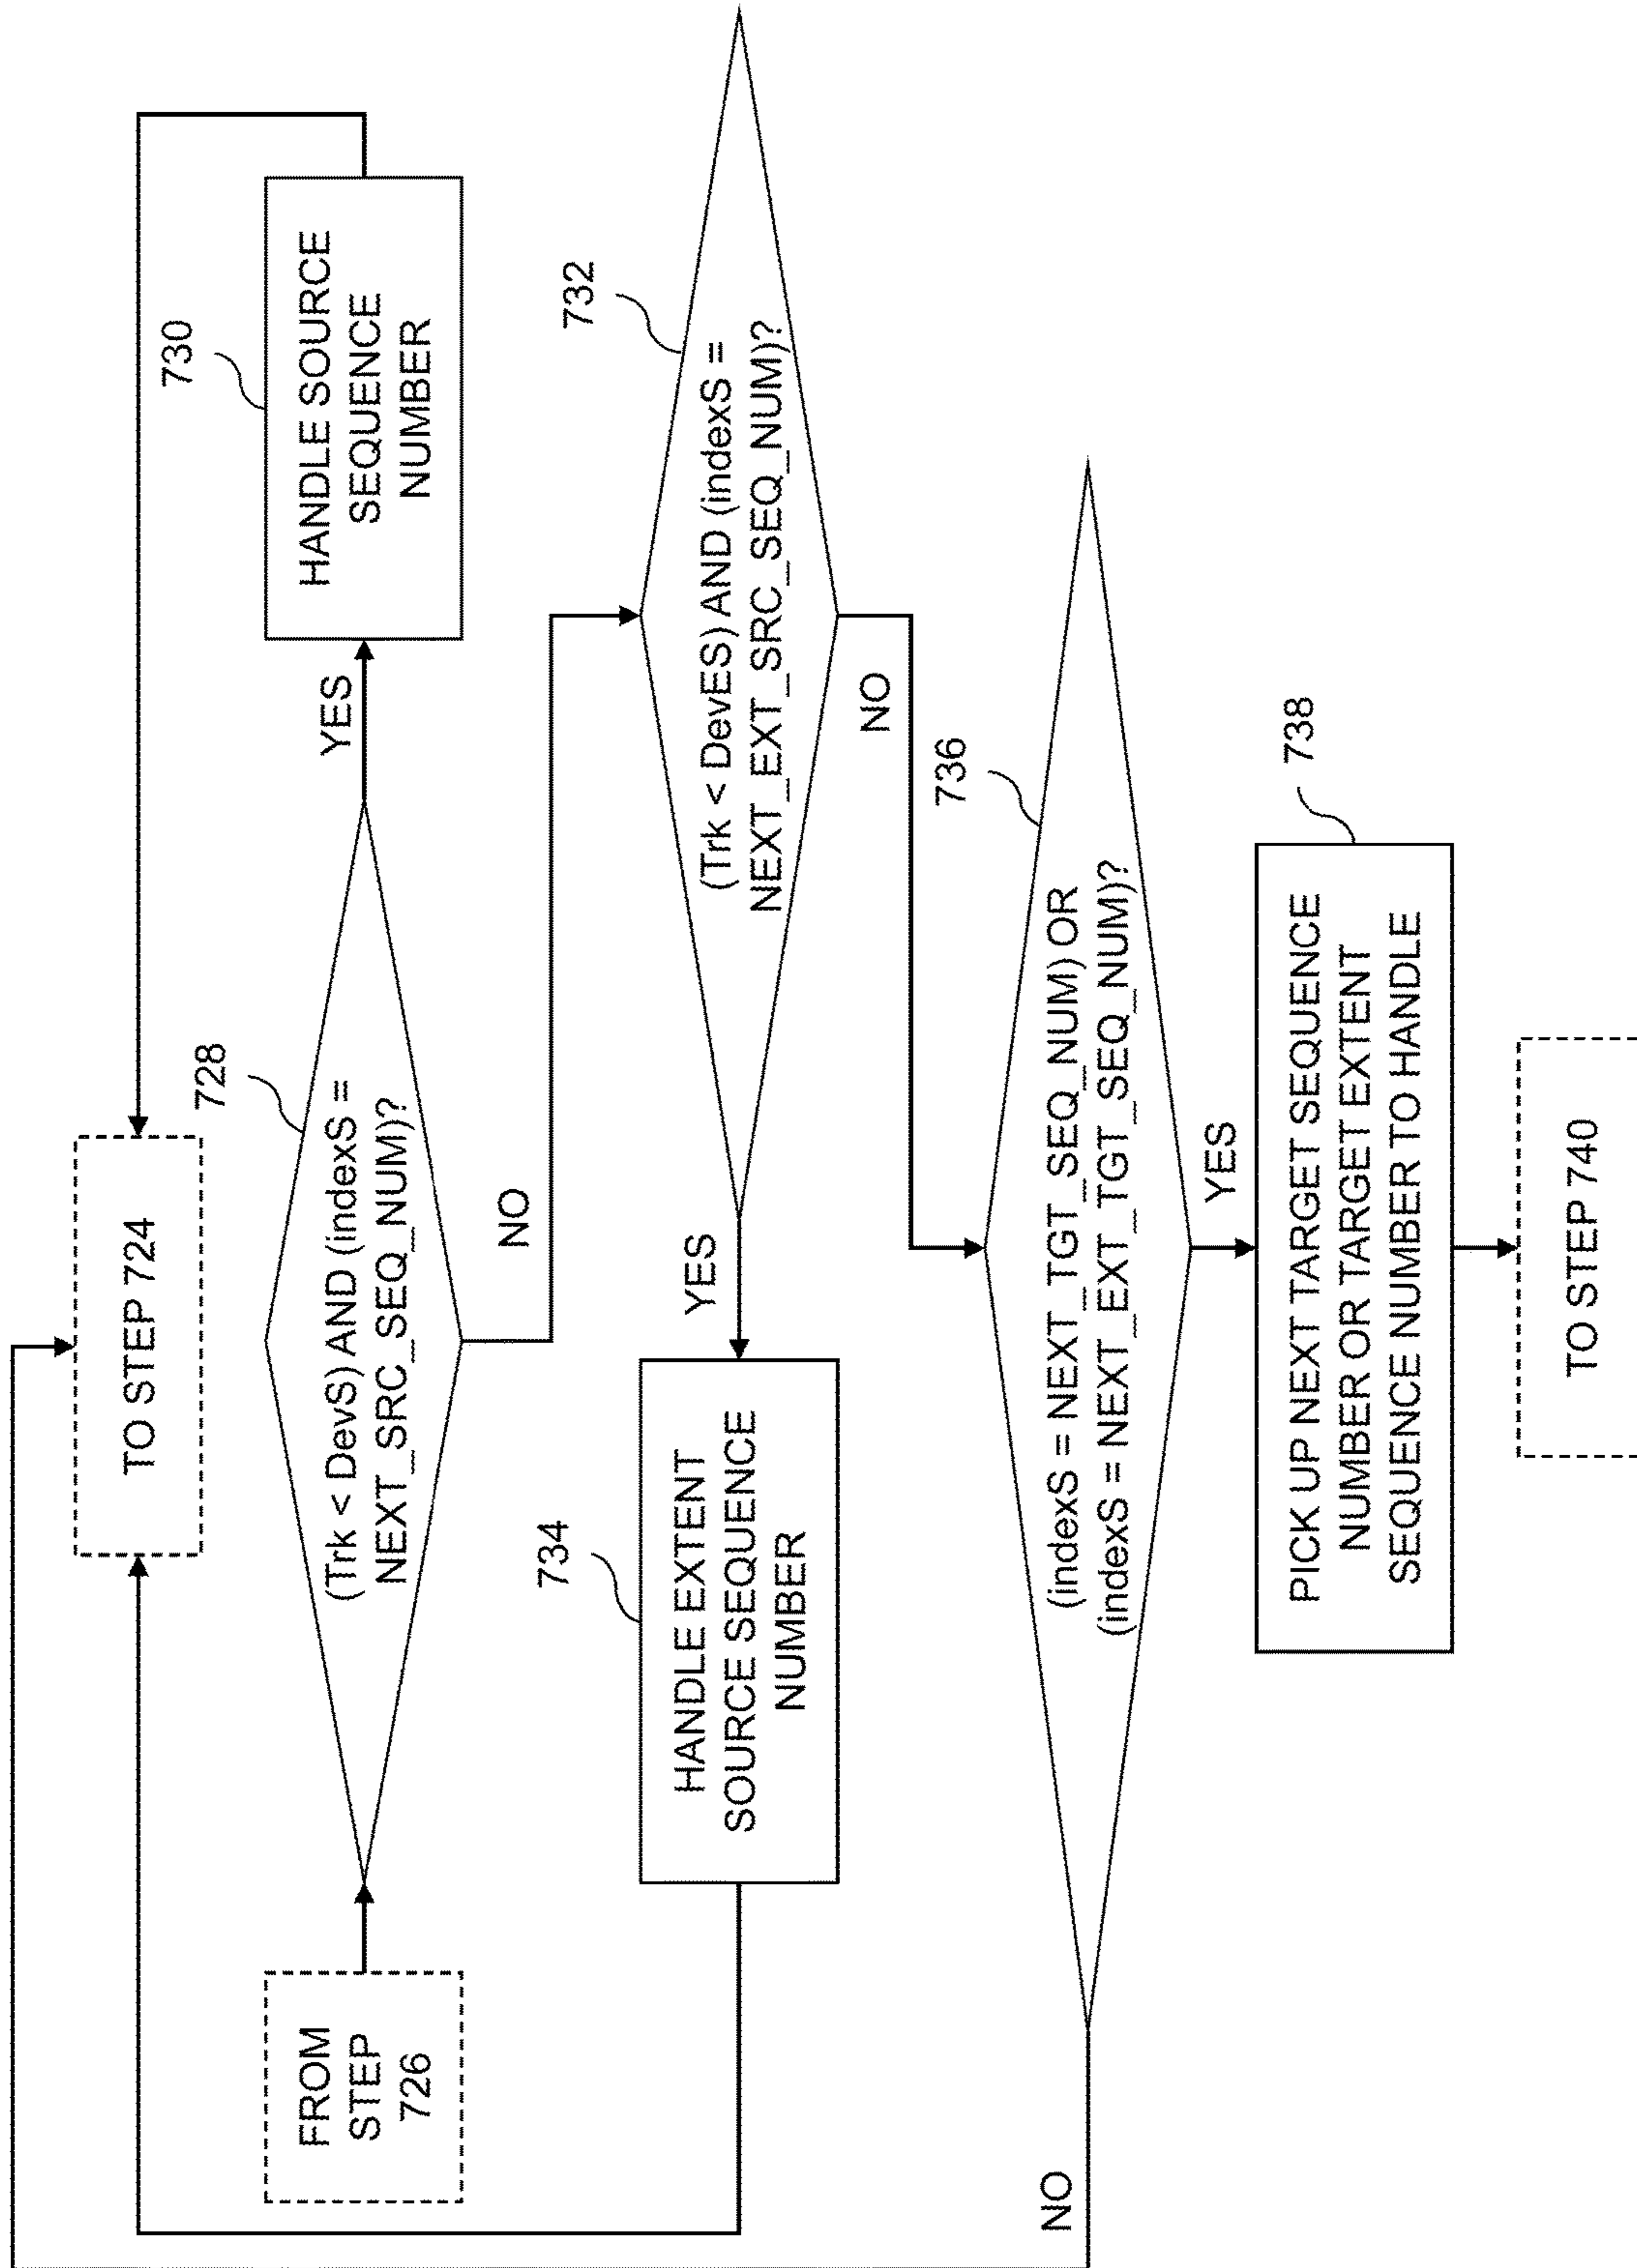 TO STEP 724
FROM
STEP
726
728
(Trk < DevS) AND (indexS =
NEXT_SRC_SEQ_NUM)?
YES
730
HANDLE SOURCE
SEQUENCE
NUMBER
NO
732
(Trk < DevES) AND (indexS =
NEXT_EXT_SRC_SEQ_NUM)?
YES
734
HANDLE EXTENT
SOURCE SEQUENCE
NUMBER
NO
736
(indexS = NEXT_TGT_SEQ_NUM) OR
(indexS = NEXT_EXT_TGT_SEQ_NUM)?
NO
YES
738
PICK UP NEXT TARGET SEQUENCE
NUMBER OR TARGET EXTENT
SEQUENCE NUMBER TO HANDLE
TO STEP 740